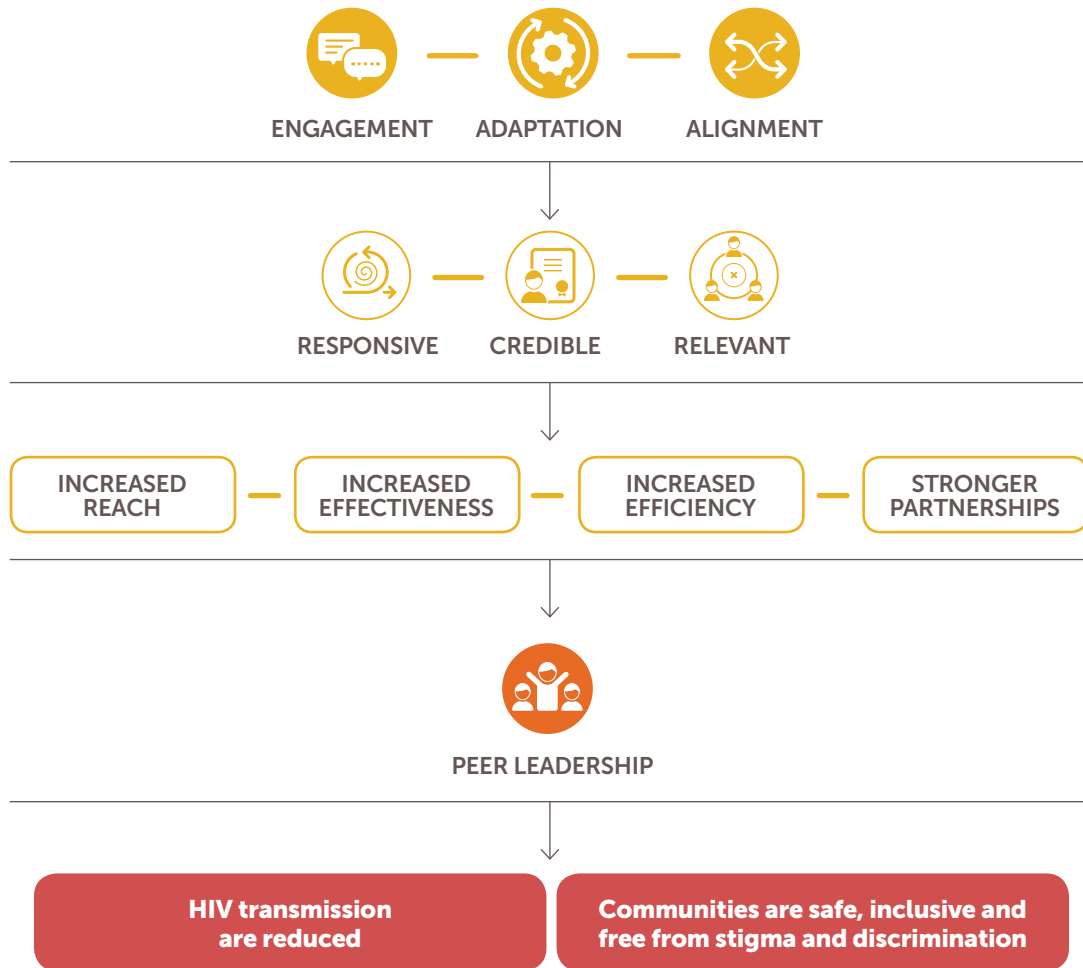 ENGAGEMENT ADAPTATION ALIGNMENT
RESPONSIVE CREDIBLE RELEVANT
INCREASED
REACH
INCREASED
EFFECTIVENESS
INCREASED
EFFICIENCY
STRONGER
PARTNERSHIPS
PEER LEADERSHIP
HIV transmission
are reduced
Communities are safe, inclusive and
free from stigma and discrimination